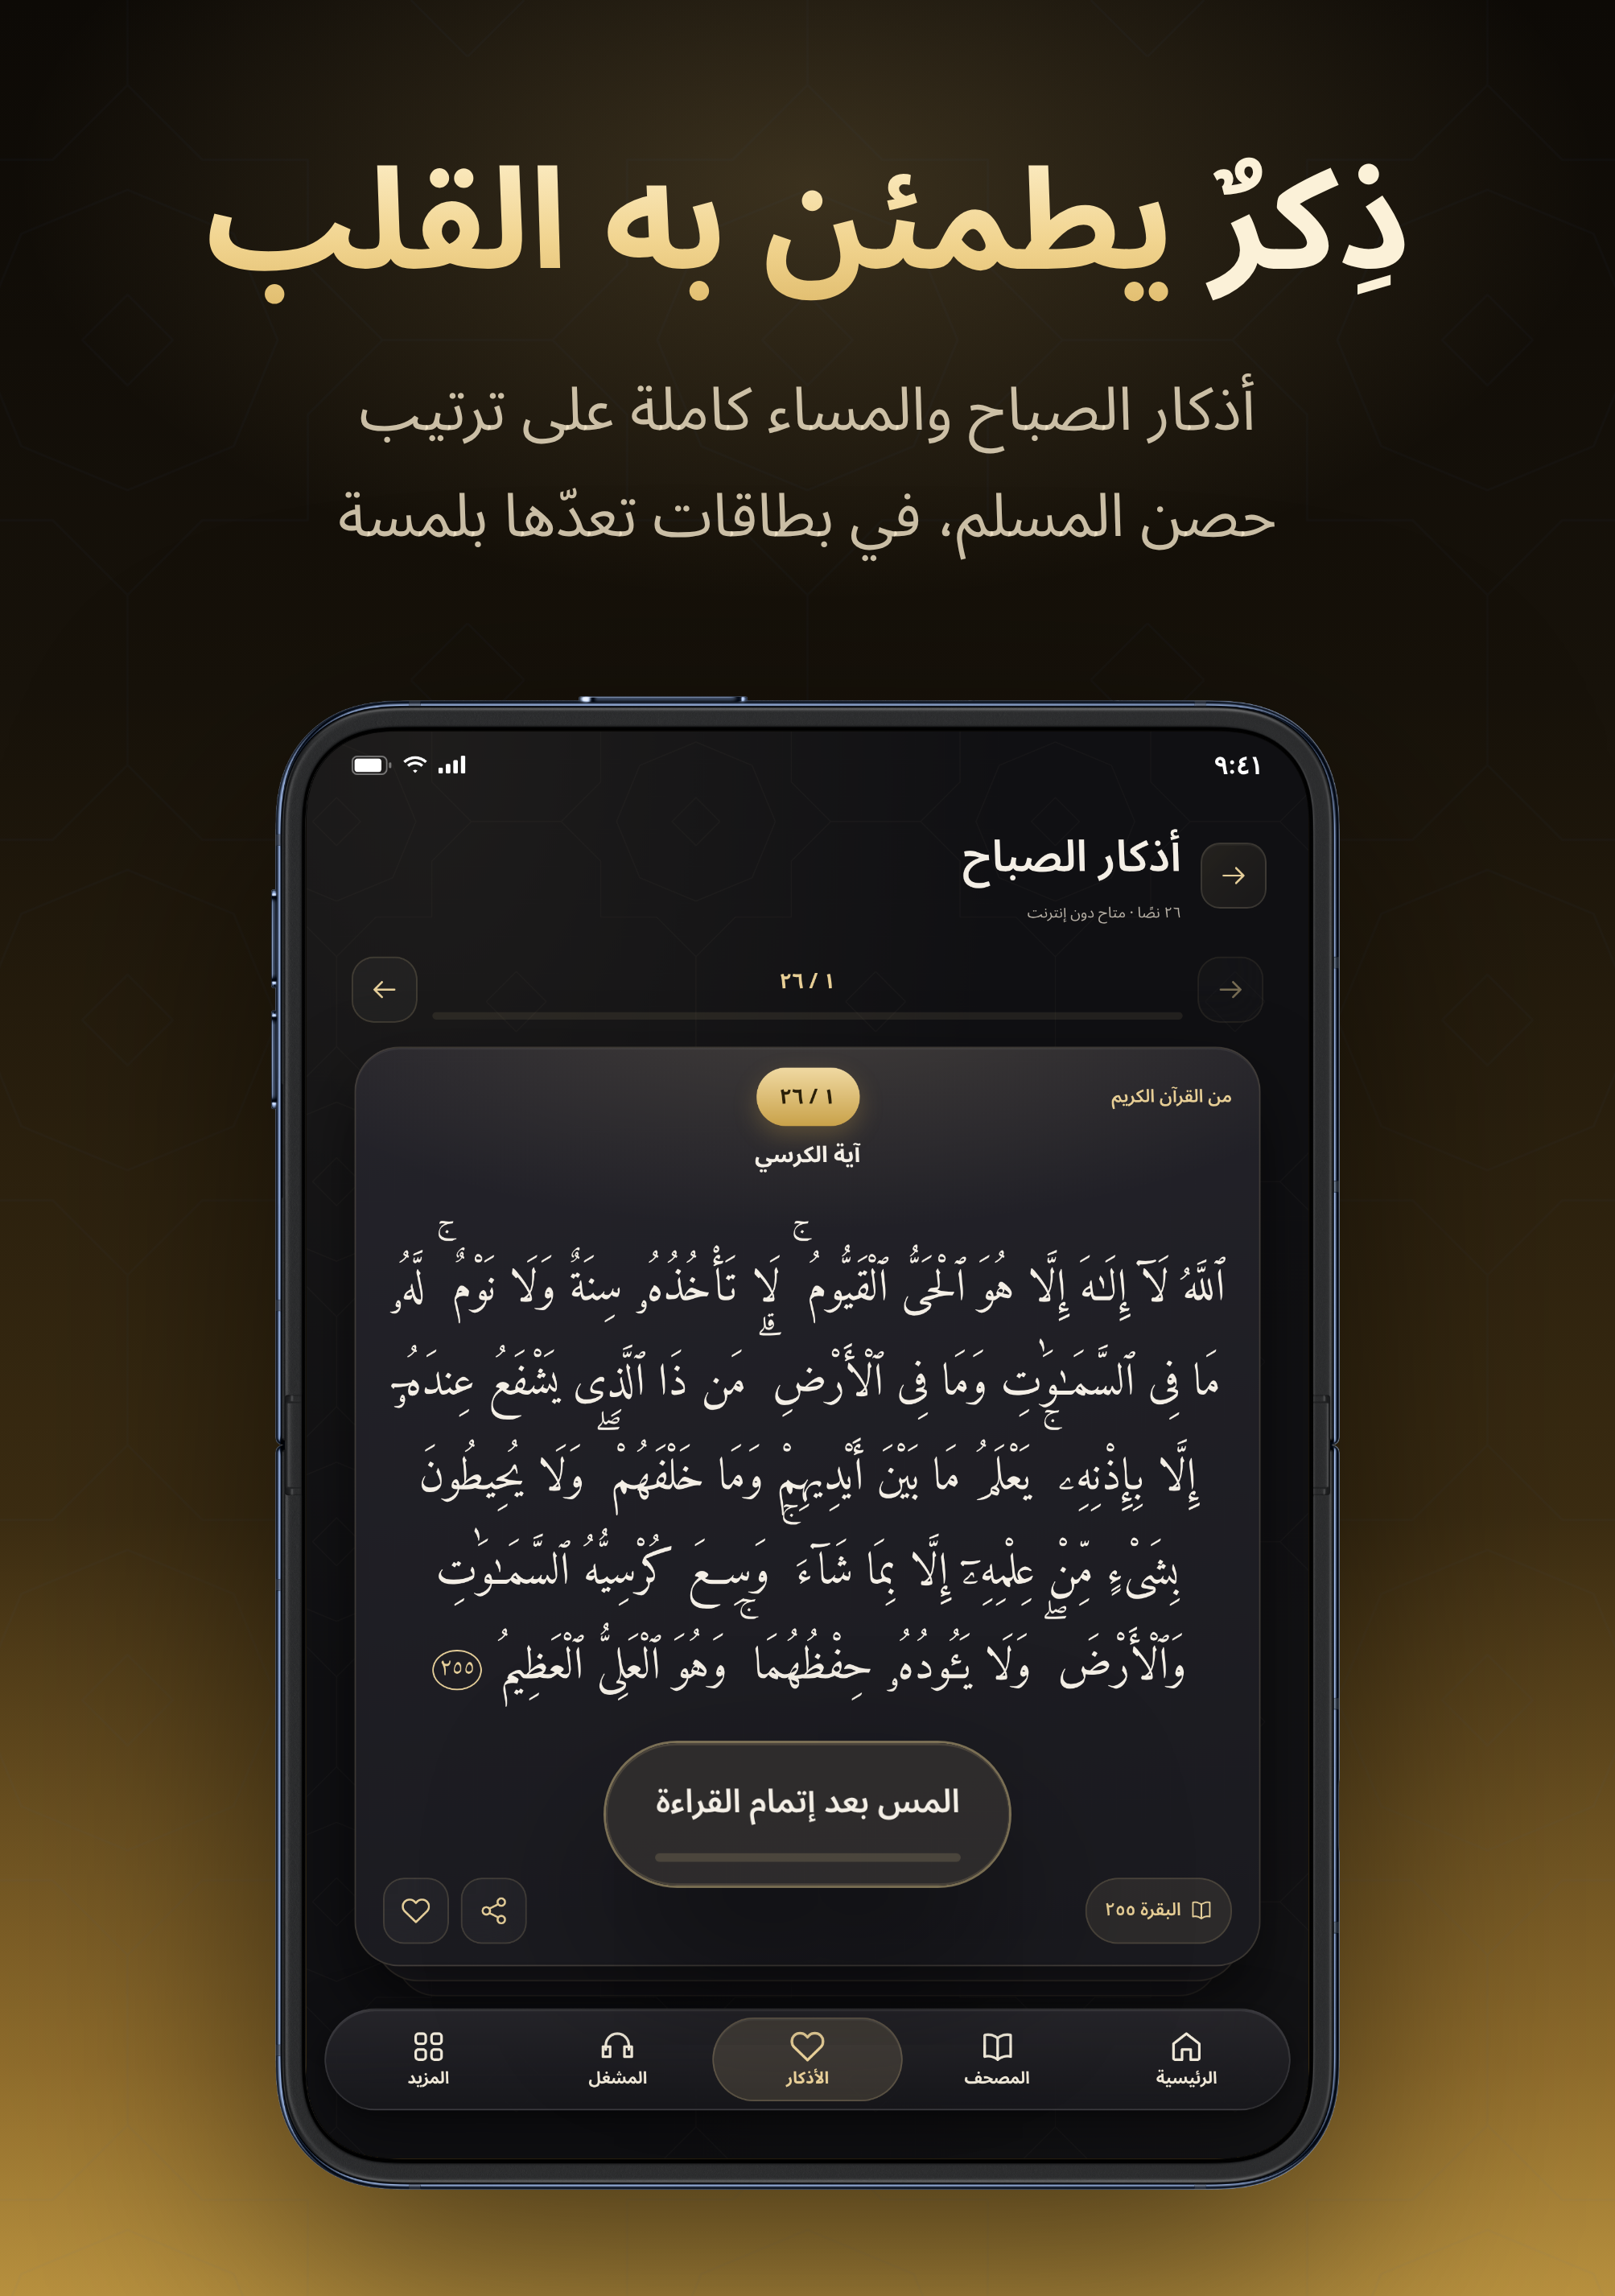 ذِكرٌ يطمئن به القلب
أذكار الصباح والمساء كاملة على ترتيب
حصن المسلم، في بطاقات تعدّها بلمسة
٩:٤١
أذكار الصباح
٢٦ نصًا · متاح دون إنترنت
١ / ٢٦
من القرآن الكريم
١ / ٢٦
آية الكرسي
ٱللَّهُ لَآ إِلَـٰهَ إِلَّا هُوَ ٱلْحَىُّ ٱلْقَيُّومُ ۚ لَا تَأْخُذُهُۥ سِنَةٌ وَلَا نَوْمٌ ۚ لَّهُۥ
مَا فِى ٱلسَّمَـٰوَٰتِ وَمَا فِى ٱلْأَرْضِ ۗ مَن ذَا ٱلَّذِى يَشْفَعُ عِندَهُۥٓ
إِلَّا بِإِذْنِهِۦ ۚ يَعْلَمُ مَا بَيْنَ أَيْدِيهِمْ وَمَا خَلْفَهُمْ ۖ وَلَا يُحِيطُونَ
بِشَىْءٍ مِّنْ عِلْمِهِۦٓ إِلَّا بِمَا شَآءَ ۚ وَسِعَ كُرْسِيُّهُ ٱلسَّمَـٰوَٰتِ
وَٱلْأَرْضَ ۖ وَلَا يَـُٔودُهُۥ حِفْظُهُمَا ۚ وَهُوَ ٱلْعَلِىُّ ٱلْعَظِيمُ ٢٥٥
المس بعد إتمام القراءة
البقرة ٢٥٥
الرئيسية
المصحف
الأذكار
المشغل
المزيد